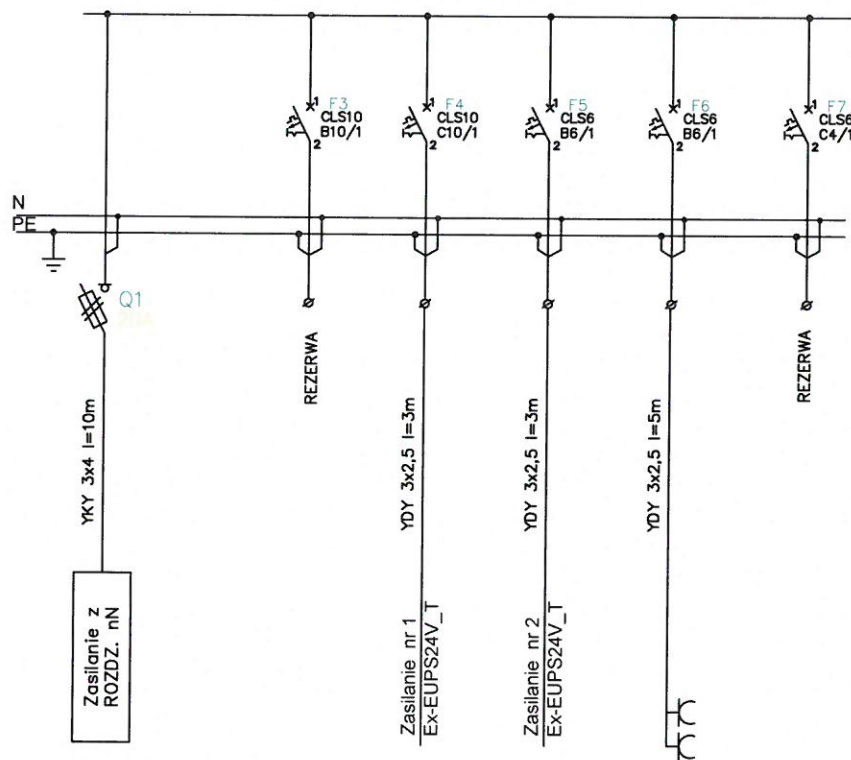 1 F3
CLS10
B10/1
2
1 F4
CLS10
C10/1
2
1 F5
CLS6
B6/1
2
1 F6
CLS6
B6/1
2
1 F7
CLS6
C4/1
2
N
PE
Q1
20A
YKY 3x4 l=10m
Zasilanie z
ROZDZ. nN
REZERWA
YDY 3x2,5 l=3m
Zasilanie nr 1
Ex-EUPS24V_T
YDY 3x2,5 l=3m
Zasilanie nr 2
Ex-EUPS24V_T
YDY 3x2,5 l=5m
REZERWA